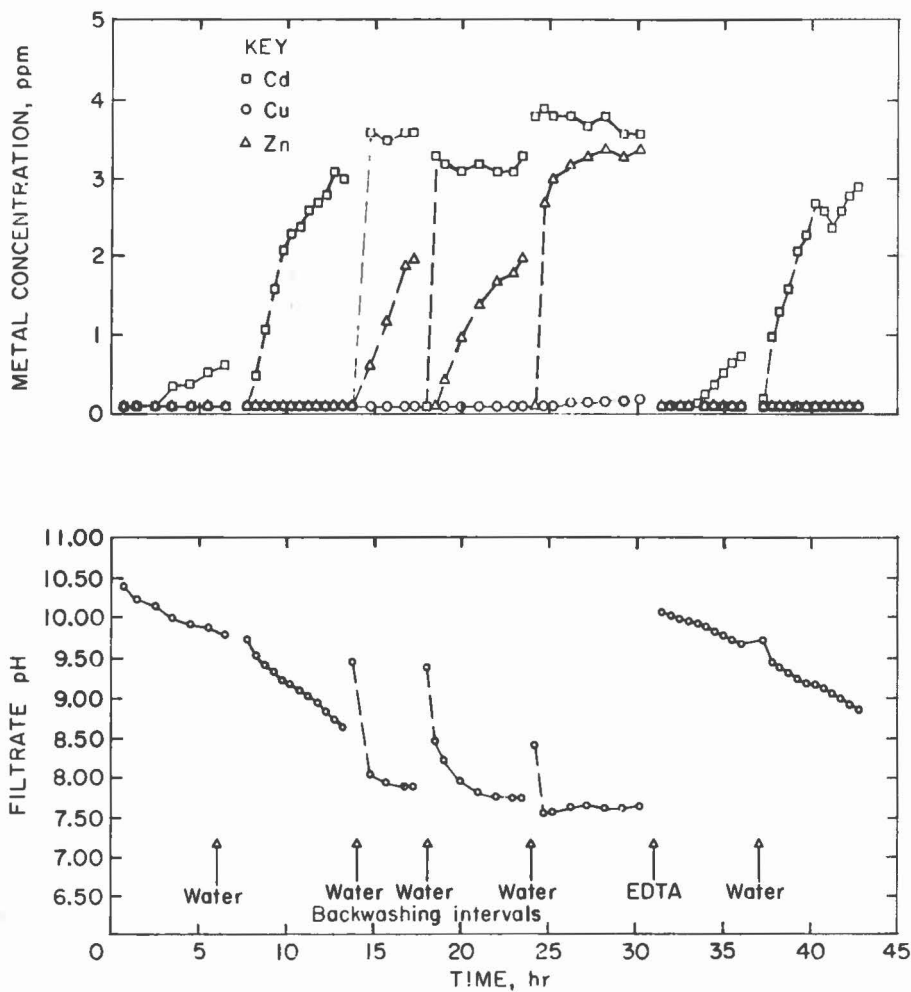 METAL CONCENTRATION, ppm
5
4
3
2
1
0
KEY
Cd
Cu
Zn
FILTRATE pH
11.00
10.50
10.00
9.50
9.00
8.50
8.00
7.50
7.00
6.50
Water
Water Water Water EDTA Water
Backwashing intervals
0 5 10 15 20 25 30 35 40 45
TIME, hr